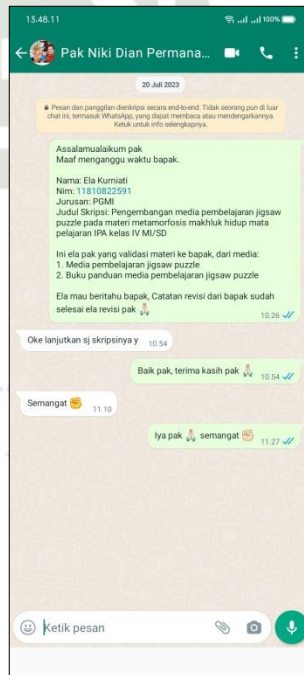 13.48.11
100%
Pak Niki Dian Permana...
20 Juli 2023
Pesan dan panggilan dienkripsi secara end-to-end. Tidak seorang pun di luar
chat ini, termasuk WhatsApp, yang dapat membaca atau mendengarkannya.
Ketuk untuk info selengkapnya.
Assalamualaikum pak
Maaf menganggu waktu bapak.
Nama: Ela Kurniati
Nim: 11810822591
Jurusan: PGMI
Judul Skripsi: Pengembangan media pembelajaran jigsaw
puzzle pada materi metamorfosis makhluk hidup mata
pelajaran IPA kelas IV MI/SD
Ini ela pak yang validasi materi ke bapak, dari media:
1. Media pembelajaran jigsaw puzzle
2. Buku panduan media pembelajaran jigsaw puzzle
Ela mau beritahu bapak, Catatan revisi dari bapak sudah
selesai ela revisi pak 🙏🏻
10.26
Oke lanjutkan sj skripsinya y 10.54
Baik pak, terima kasih pak 🙏🏻 10.54
Semangat ✊ 11.10
Iya pak 🙏🏻 semangat ✊🏻 11.27
Ketik pesan